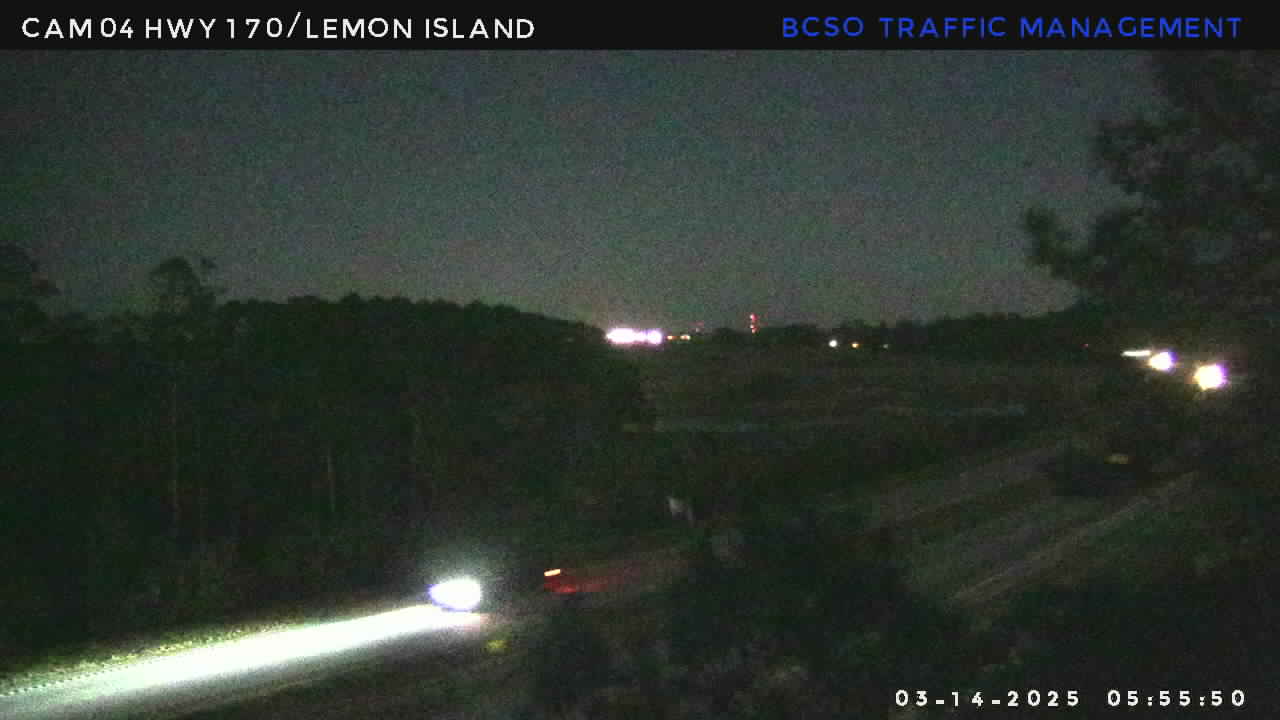 CAM04 HWY 170/LEMON ISLAND
BCSO TRAFFIC MANAGEMENT
03-14-2025 05:55:50